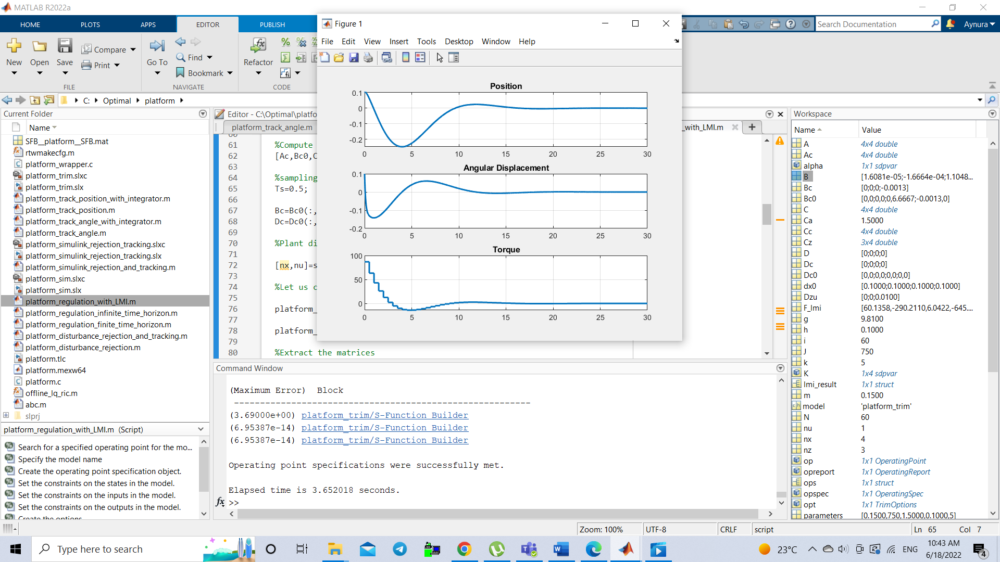 MATLAB R2022a
HOME PLOTS APPS EDITOR PUBLISH
Search Documentation
Aynura
New Open Save Compare Print
Go To Find Bookmark
Refactor
FILE NAVIGATE CODE
C: Optimal platform
Figure 1
File Edit View Insert Tools Desktop Window Help
Position
0.1
0
-0.1
-0.2
0 5 10 15 20 25 30
Angular Displacement
0.1
0
-0.1
-0.2
0 5 10 15 20 25 30
Torque
100
50
0
0 5 10 15 20 25 30
Current Folder
Name
SFB__platform__SFB.mat
rtwmakecfg.m
platform_wrapper.c
platform_trim.slxc
platform_trim.slx
platform_track_position_with_integrator.m
platform_track_position.m
platform_track_angle_with_integrator.m
platform_track_angle.m
platform_simulink_rejection_tracking.slxc
platform_simulink_rejection_tracking.slx
platform_simulink_rejection_and_tracking.m
platform_sim.slxc
platform_sim.slx
platform_regulation_with_LMI.m
platform_regulation_infinite_time_horizon.m
platform_regulation_finite_time_horizon.m
platform_disturbance_rejection_and_tracking.m
platform_disturbance_rejection.m
platform.tlc
platform.mexw64
platform.c
offline_lq_ric.m
abc.m
slprj
platform_regulation_with_LMI.m (Script)
Search for a specified operating point for the mo...
Specify the model name
Create the operating point specification object.
Set the constraints on the states in the model.
Set the constraints on the inputs in the model.
Set the constraints on the outputs in the model.
Create the options
Editor - C:\Optimal\platfo
platform_track_angle.m
_with_LMI.m
60
61 %Compute
62 [Ac,Bc0,C
63
64 %sampling
65 Ts=0.5;
66
67 Bc=Bc0(:,
68 Dc=Dc0(:,
69
70 %Plant di
71
72 [nx,nu]=s
73
74 %Let us c
75
76 platform_
77
78 platform_
79
80 %Extract the matrices
Command Window
(Maximum Error) Block
---------------------------------------------------------
(3.69000e+00) platform_trim/S-Function Builder
(6.95387e-14) platform_trim/S-Function Builder
(6.95387e-14) platform_trim/S-Function Builder
Operating point specifications were successfully met.
Elapsed time is 3.652018 seconds.
fx >>
Workspace
Name Value
A 4x4 double
Ac 4x4 double
alpha 1x1 sdpvar
B [1.6081e-05;-1.6664e-04;1.1048...
Bc [0;0;0;-0.0013]
Bc0 [0,0;0,0;0,6.6667;-0.0013,0]
C 4x4 double
Ca 1.5000
Cc 4x4 double
Cz 3x4 double
D [0;0;0;0]
Dc [0;0;0;0]
Dc0 [0,0;0,0;0,0;0,0]
dx0 [0.1000;0.1000;0.1000;0.1000]
Dzu [0;0;0.0100]
F_lmi [60.1358,-290.2110,6.0422,-645....
g 9.8100
h 0.1000
i 60
J 750
k 5
K 1x4 sdpvar
lmi_result 1x1 struct
m 0.1500
model 'platform_trim'
N 60
nu 1
nx 4
nz 3
op 1x1 OperatingPoint
opreport 1x1 OperatingReport
ops 1x1 struct
opspec 1x1 OperatingSpec
opt 1x1 TrimOptions
parameters [0.1500,750,1.5000,0.1000,5]
Zoom: 100% UTF-8 CRLF script Ln 65 Col 7
Type here to search
23°C ENG
10:43 AM
6/18/2022
4